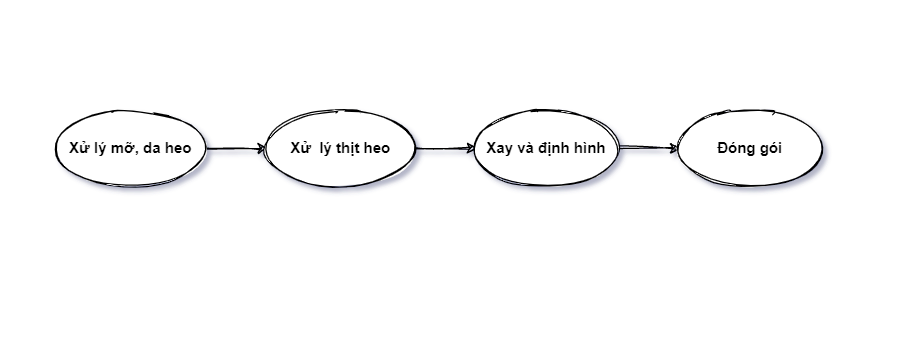 Xử lý mỡ, da heo
Xử lý thịt heo
Xay và định hình
Đóng gói